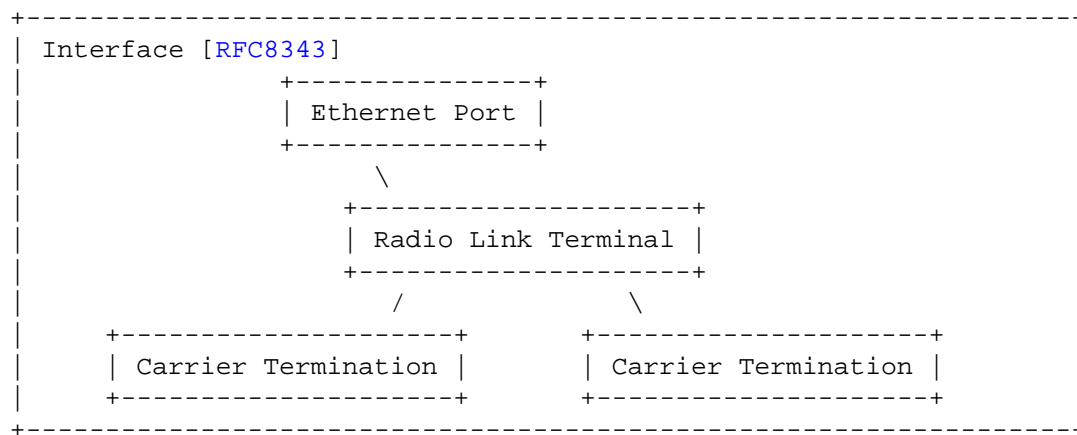 Interface [RFC8343]
Ethernet Port
Radio Link Terminal
Carrier Termination Carrier Termination